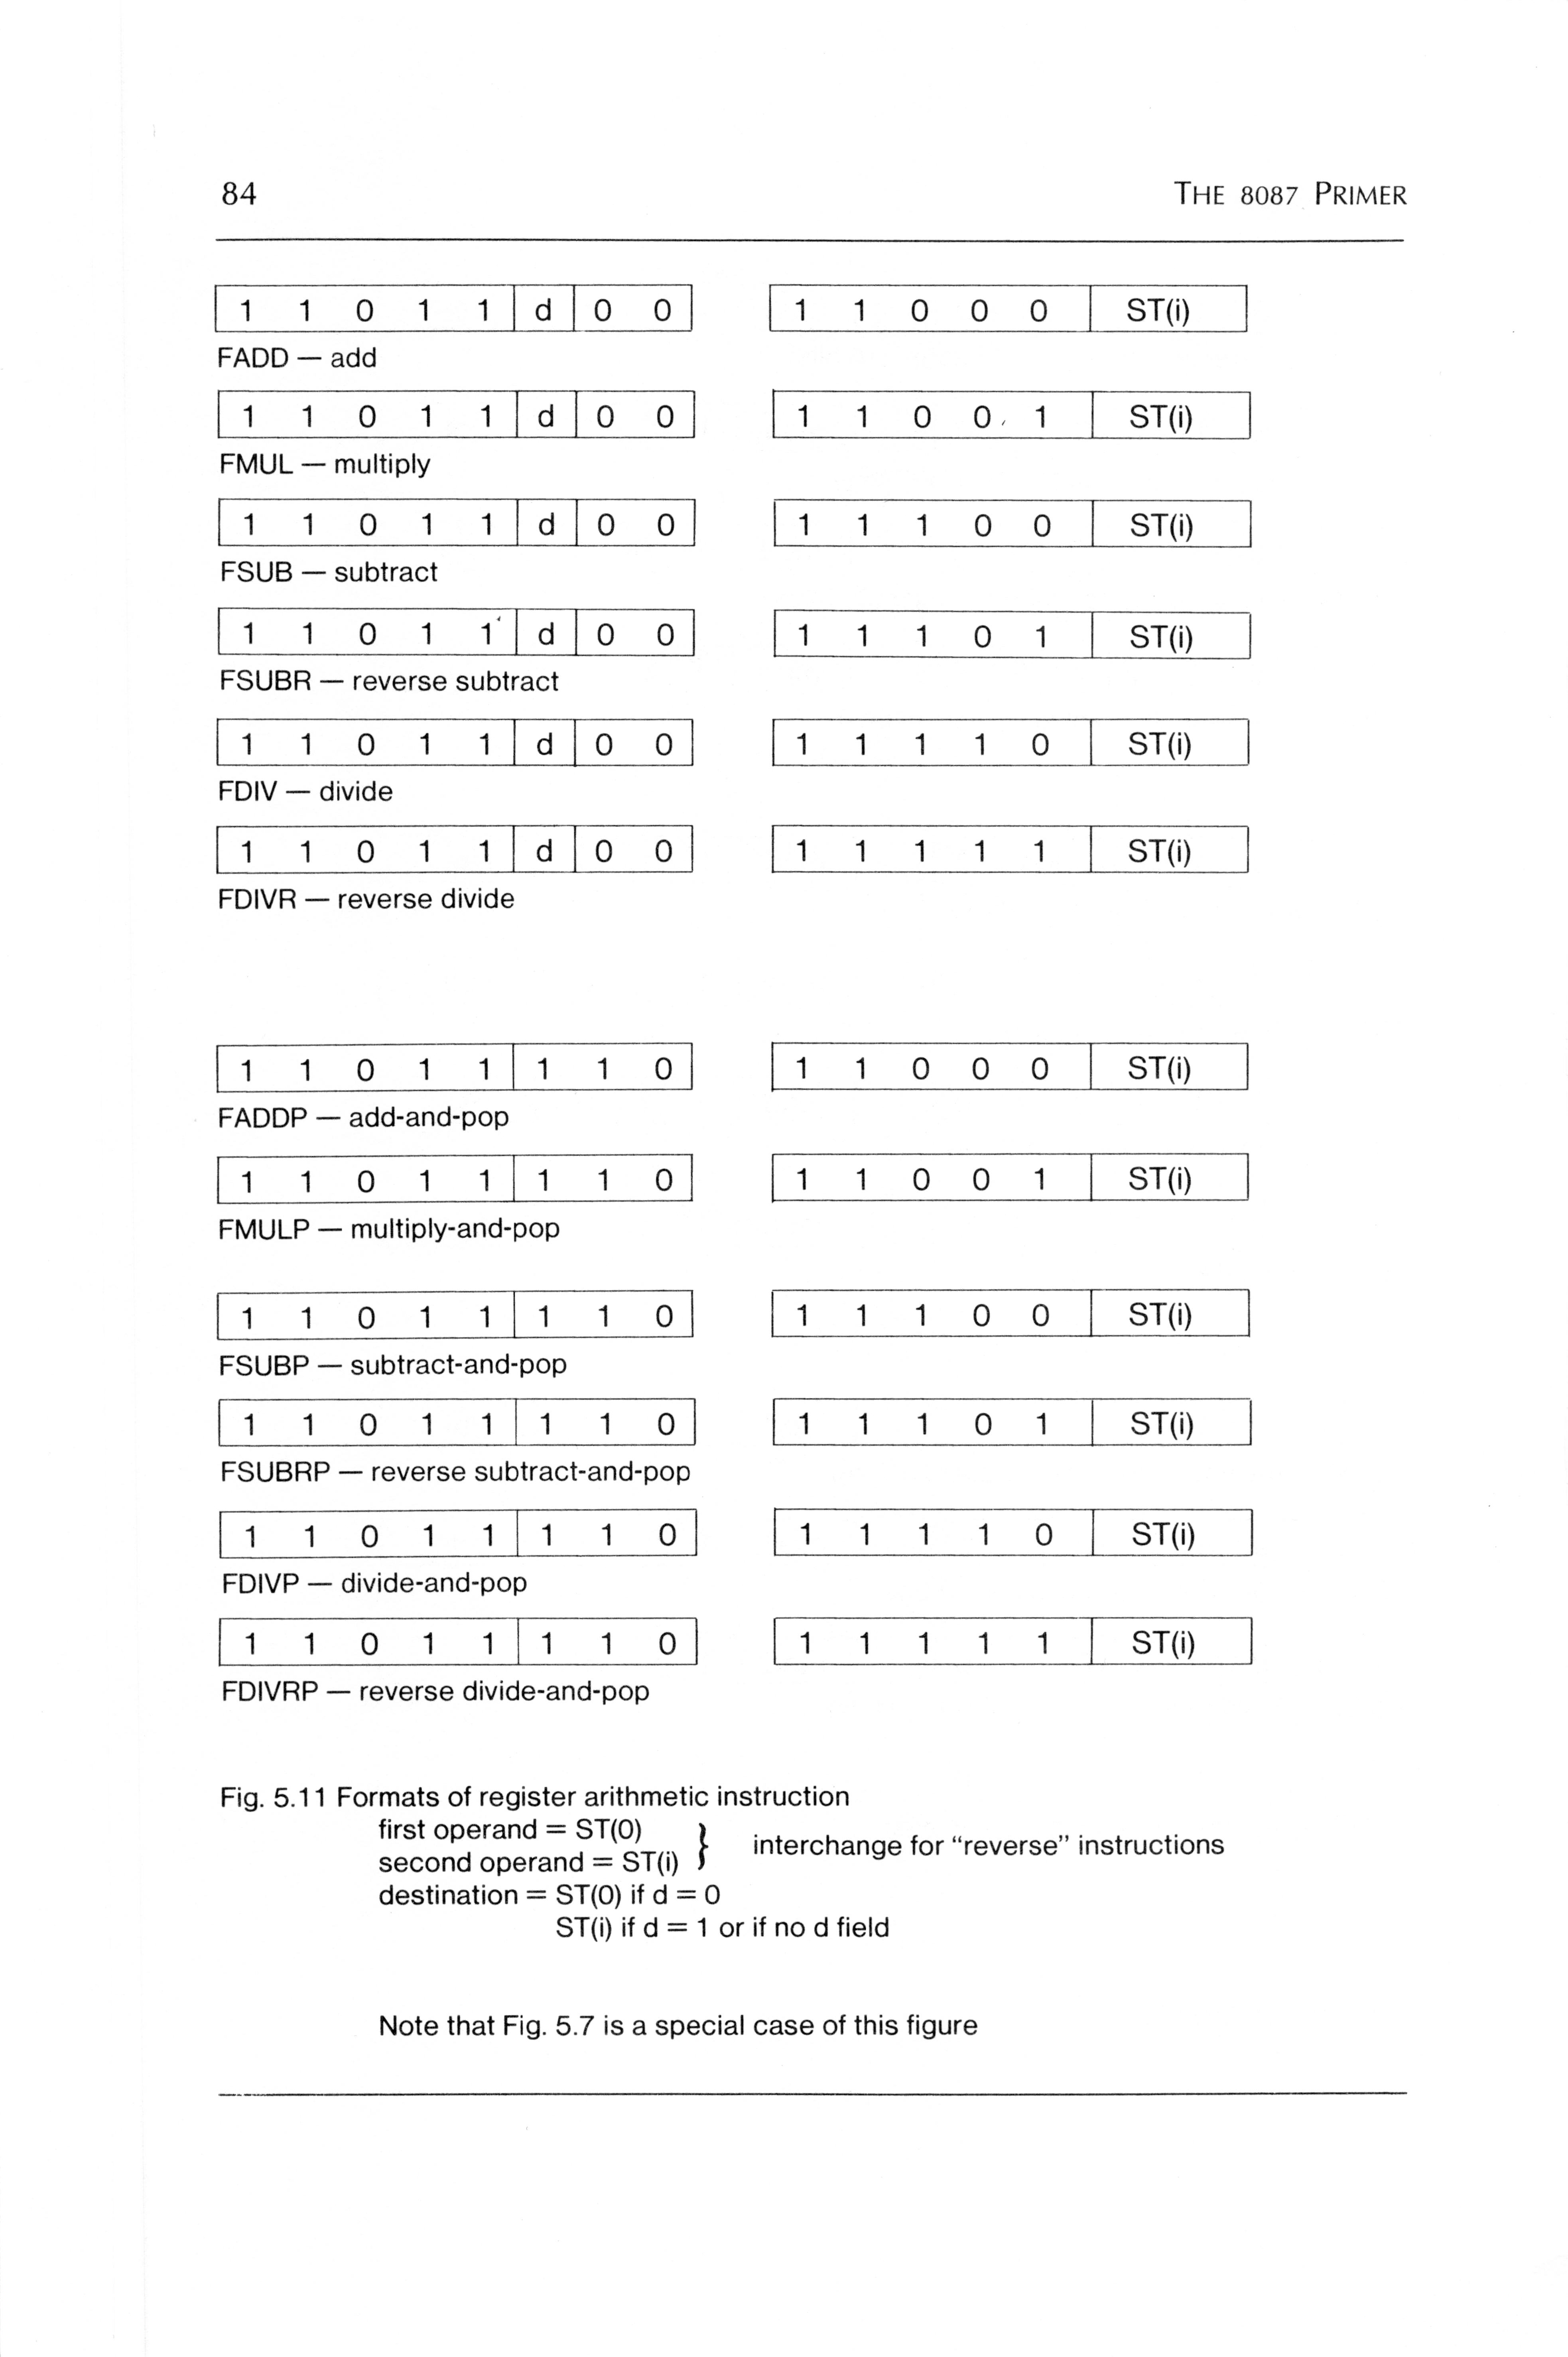 84 THE 8087 PRIMER
1 1 0 1 1 d 0 0 1 1 0 0 0 ST(i)
FADD — add
1 1 0 1 1 d 0 0 1 1 0 0 1 ST(i)
FMUL — multiply
1 1 0 1 1 d 0 0 1 1 1 0 0 ST(i)
FSUB — subtract
1 1 0 1 1 d 0 0 1 1 1 0 1 ST(i)
FSUBR — reverse subtract
1 1 0 1 1 d 0 0 1 1 1 1 0 ST(i)
FDIV — divide
1 1 0 1 1 d 0 0 1 1 1 1 1 ST(i)
FDIVR — reverse divide
1 1 0 1 1 1 1 0 1 1 0 0 0 ST(i)
FADDP — add-and-pop
1 1 0 1 1 1 1 0 1 1 0 0 1 ST(i)
FMULP — multiply-and-pop
1 1 0 1 1 1 1 0 1 1 1 0 0 ST(i)
FSUBP — subtract-and-pop
1 1 0 1 1 1 1 0 1 1 1 0 1 ST(i)
FSUBRP — reverse subtract-and-pop
1 1 0 1 1 1 1 0 1 1 1 1 0 ST(i)
FDIVP — divide-and-pop
1 1 0 1 1 1 1 0 1 1 1 1 1 ST(i)
FDIVRP — reverse divide-and-pop
Fig. 5.11 Formats of register arithmetic instruction
first operand = ST(0)
second operand = ST(i) } interchange for “reverse” instructions
destination = ST(0) if d = 0
ST(i) if d = 1 or if no d field
Note that Fig. 5.7 is a special case of this figure